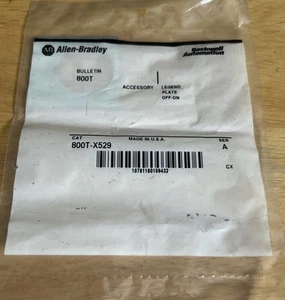 AB Allen-Bradley
Rockwell Automation
BULLETIN
800T
ACCESSORY
LEGEND
PLATE
OFF-ON
CAT
MADE IN U.S.A.
SER.
800T-X529
A
CX